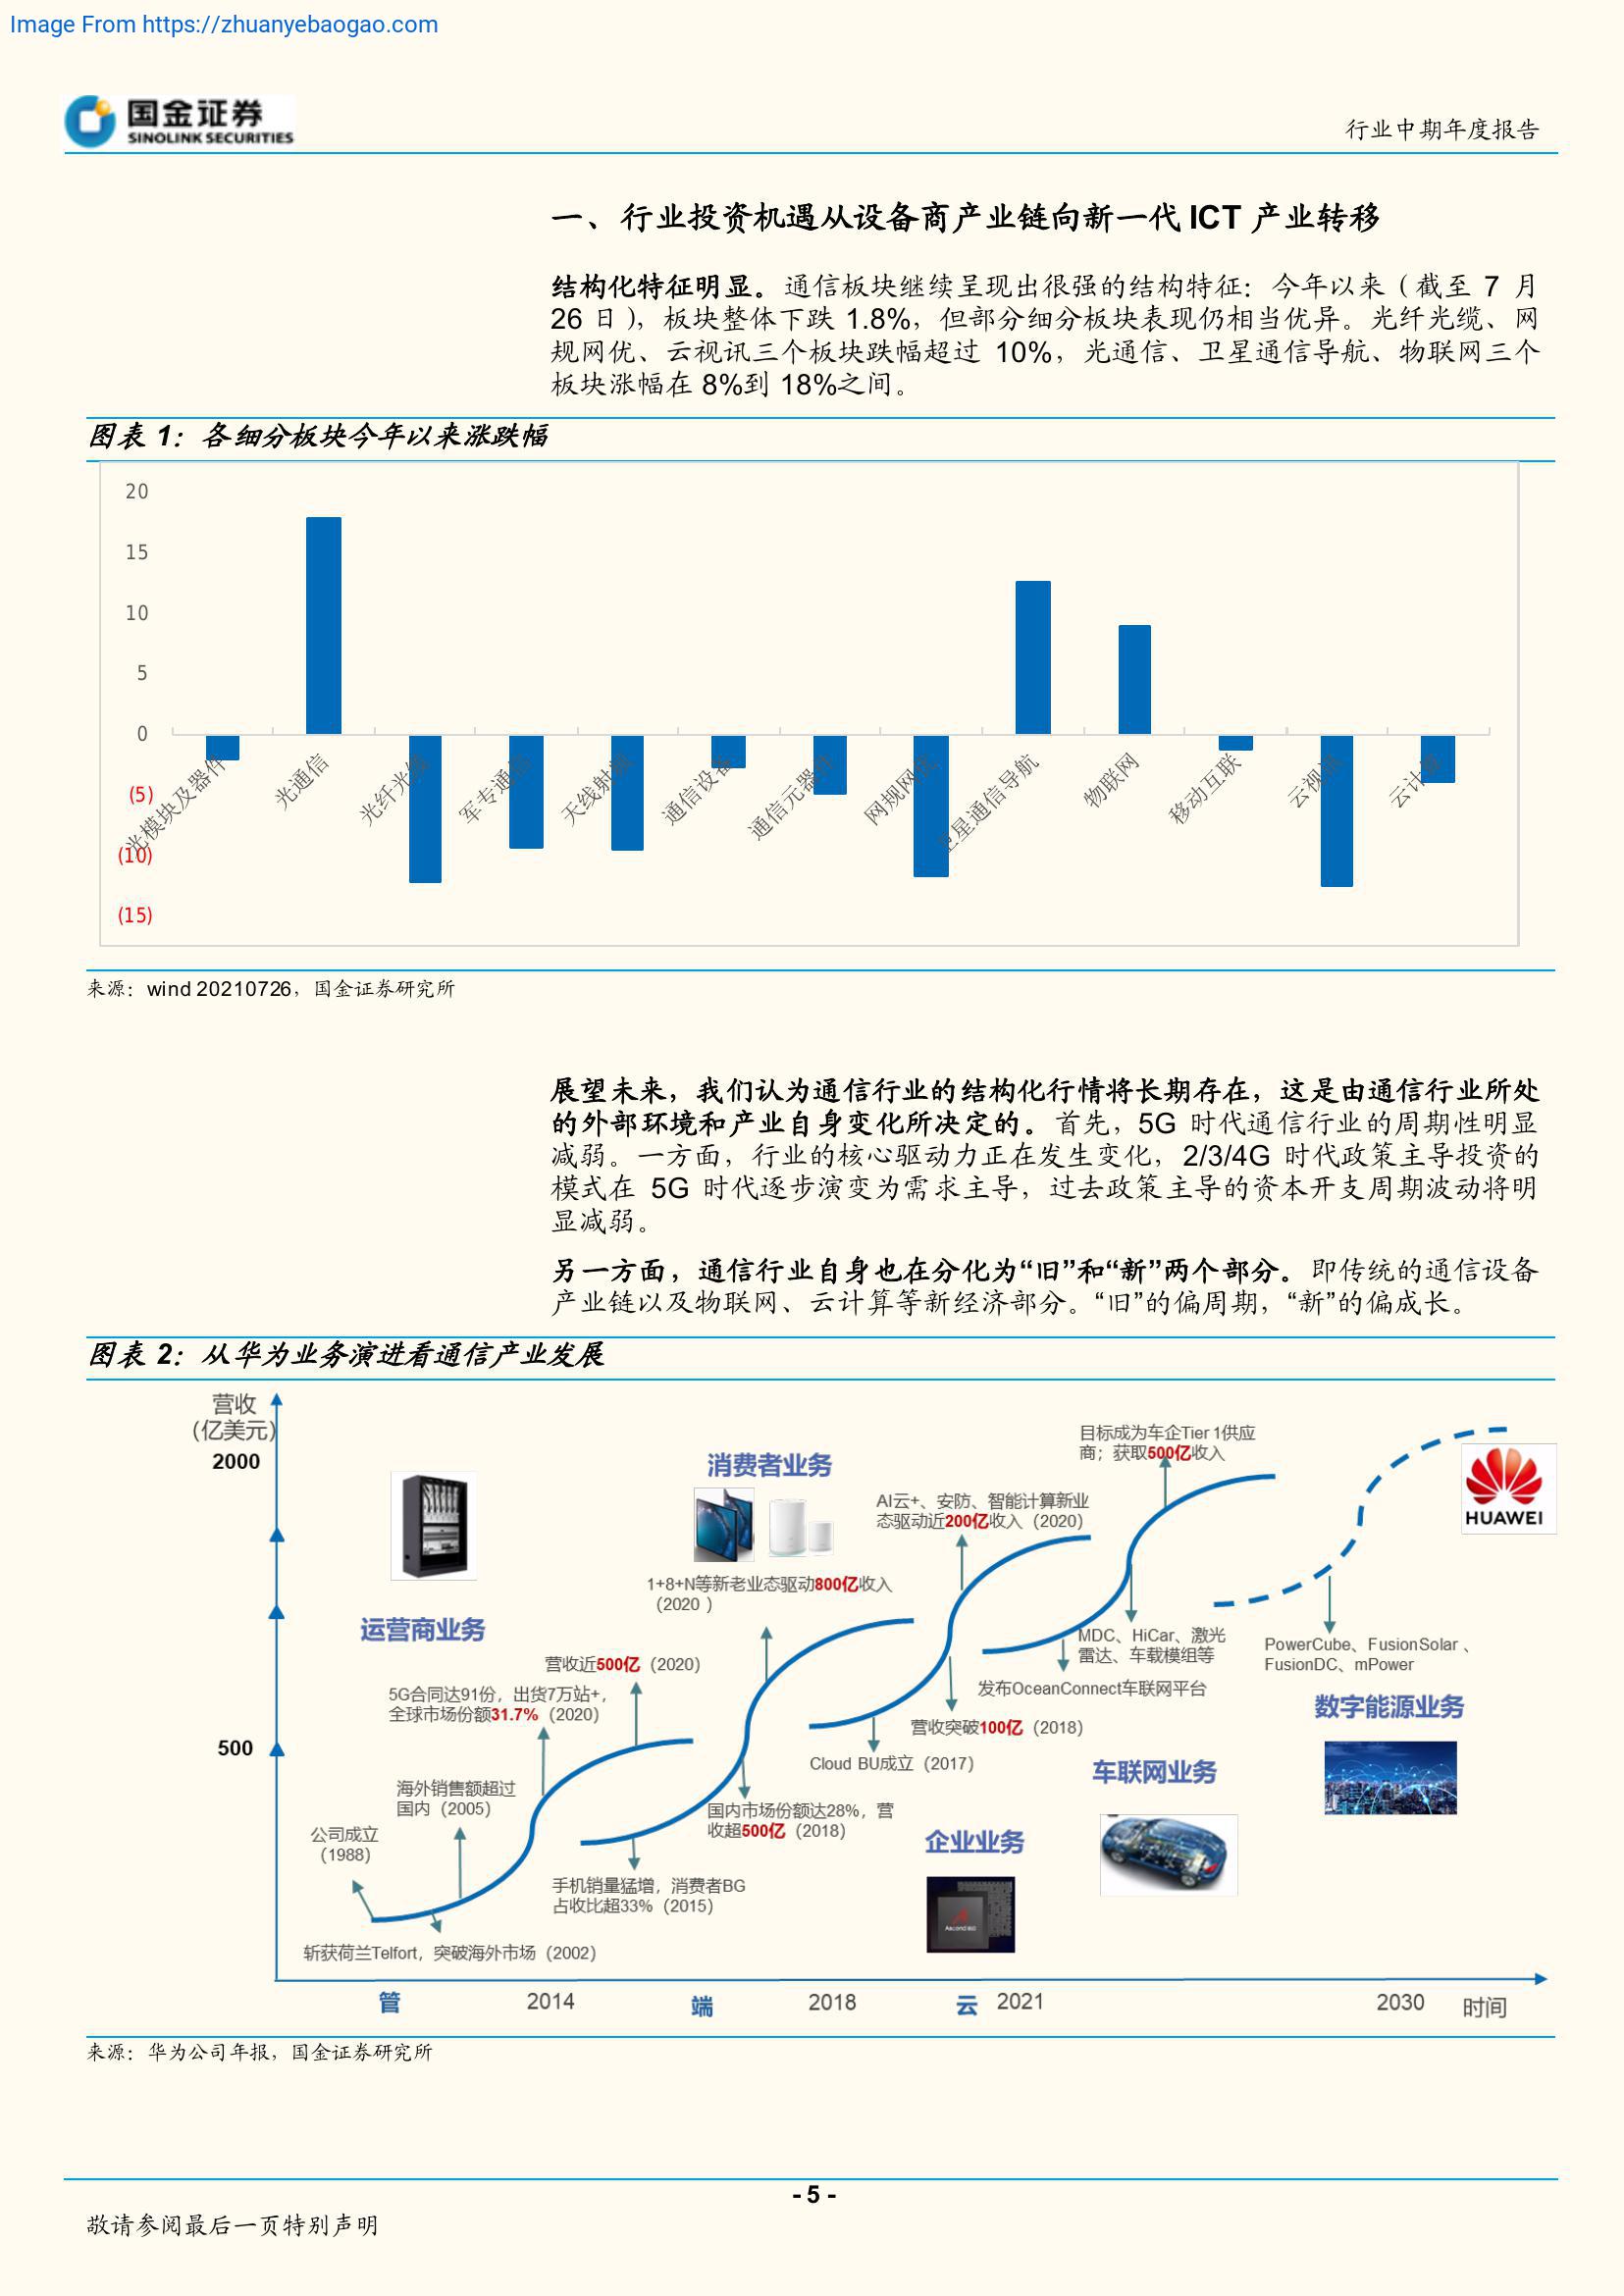 Image From https://zhuanyebaogao.com
国金证券
SINOLINK SECURITIES
行业中期年度报告
一、行业投资机遇从设备商产业链向新一代 ICT 产业转移
结构化特征明显。通信板块继续呈现出很强的结构特征：今年以来（截至 7 月
26 日），板块整体下跌 1.8%，但部分细分板块表现仍相当优异。光纤光缆、网
规网优、云视讯三个板块跌幅超过 10%，光通信、卫星通信导航、物联网三个
板块涨幅在 8%到 18%之间。
图表 1：各细分板块今年以来涨跌幅
20
15
10
5
0
(5)
(10)
(15)
光模块及器件
光通信
光纤光缆
军专通信
天线射频
通信设备
通信元器件
网规网优
卫星通信导航
物联网
移动互联
云视讯
云计算
来源：wind 20210726，国金证券研究所
展望未来，我们认为通信行业的结构化行情将长期存在，这是由通信行业所处
的外部环境和产业自身变化所决定的。首先，5G 时代通信行业的周期性明显
减弱。一方面，行业的核心驱动力正在发生变化，2/3/4G 时代政策主导投资的
模式在 5G 时代逐步演变为需求主导，过去政策主导的资本开支周期波动将明
显减弱。
另一方面，通信行业自身也在分化为“旧”和“新”两个部分。即传统的通信设备
产业链以及物联网、云计算等新经济部分。“旧”的偏周期，“新”的偏成长。
图表 2：从华为业务演进看通信产业发展
营收
（亿美元）
2000
500
运营商业务
公司成立
（1988）
海外销售额超过
国内（2005）
5G合同达91份，出货7万站+，
全球市场份额31.7%（2020）
营收近500亿（2020）
斩获荷兰Telfort，突破海外市场（2002）
消费者业务
1+8+N等新老业态驱动800亿收入
（2020 ）
国内市场份额达28%，营
收超500亿（2018）
手机销量猛增，消费者BG
占收比超33%（2015）
AI云+、安防、智能计算新业
态驱动近200亿收入（2020）
营收突破100亿（2018）
Cloud BU成立（2017）
企业业务
Ascend 910
目标成为车企Tier 1供应
商；获取500亿收入
MDC、HiCar、激光
雷达、车载模组等
发布OceanConnect车联网平台
车联网业务
HUAWEI
PowerCube、FusionSolar 、
FusionDC、mPower
数字能源业务
管
2014
端
2018
云
2021
2030
时间
来源：华为公司年报，国金证券研究所
- 5 -
敬请参阅最后一页特别声明